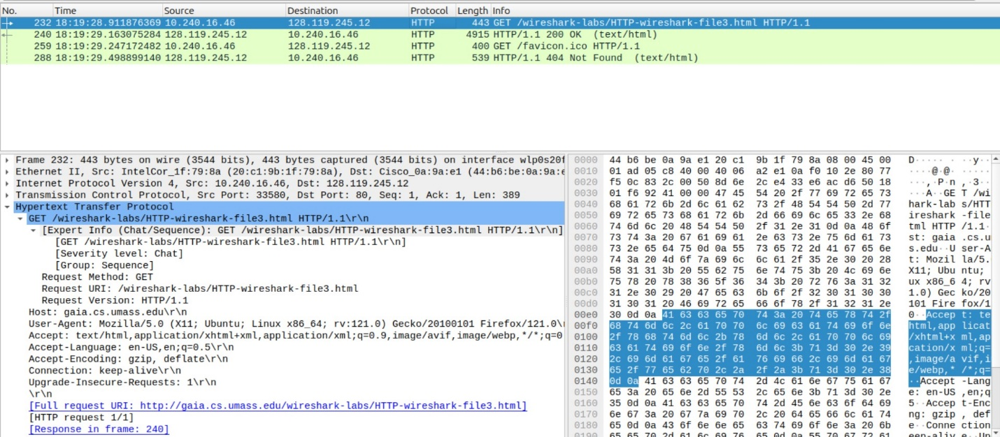 No. Time Source Destination Protocol Length Info
232 18:19:28.911876369 10.240.16.46 128.119.245.12 HTTP 443 GET /wireshark-labs/HTTP-wireshark-file3.html HTTP/1.1
240 18:19:29.163075284 128.119.245.12 10.240.16.46 HTTP 4915 HTTP/1.1 200 OK (text/html)
259 18:19:29.247172482 10.240.16.46 128.119.245.12 HTTP 400 GET /favicon.ico HTTP/1.1
288 18:19:29.498899140 128.119.245.12 10.240.16.46 HTTP 539 HTTP/1.1 404 Not Found (text/html)
Frame 232: 443 bytes on wire (3544 bits), 443 bytes captured (3544 bits) on interface wlp0s20f
Ethernet II, Src: IntelCor_1f:79:8a (20:c1:9b:1f:79:8a), Dst: Cisco_0a:9a:e1 (44:b6:be:0a:9a:e
Internet Protocol Version 4, Src: 10.240.16.46, Dst: 128.119.245.12
Transmission Control Protocol, Src Port: 33580, Dst Port: 80, Seq: 1, Ack: 1, Len: 389
Hypertext Transfer Protocol
GET /wireshark-labs/HTTP-wireshark-file3.html HTTP/1.1\r\n
[Expert Info (Chat/Sequence): GET /wireshark-labs/HTTP-wireshark-file3.html HTTP/1.1\r\n]
[GET /wireshark-labs/HTTP-wireshark-file3.html HTTP/1.1\r\n]
[Severity level: Chat]
[Group: Sequence]
Request Method: GET
Request URI: /wireshark-labs/HTTP-wireshark-file3.html
Request Version: HTTP/1.1
Host: gaia.cs.umass.edu\r\n
User-Agent: Mozilla/5.0 (X11; Ubuntu; Linux x86_64; rv:121.0) Gecko/20100101 Firefox/121.0\
Accept: text/html,application/xhtml+xml,application/xml;q=0.9,image/avif,image/webp,*/*;q=0
Accept-Language: en-US,en;q=0.5\r\n
Accept-Encoding: gzip, deflate\r\n
Connection: keep-alive\r\n
Upgrade-Insecure-Requests: 1\r\n
\r\n
[Full request URI: http://gaia.cs.umass.edu/wireshark-labs/HTTP-wireshark-file3.html]
[HTTP request 1/1]
[Response in frame: 240]
0000 44 b6 be 0a 9a e1 20 c1 9b 1f 79 8a 08 00 45 00 D····· · ··y···
0010 01 ad 05 c8 40 00 40 06 a2 e1 0a f0 10 2e 80 77 ····@·@· ·····
0020 f5 0c 83 2c 00 50 8d 6e 2c e4 33 e6 ac d6 50 18 ···,·P·n ,·3···
0030 01 f6 92 41 00 00 47 45 54 20 2f 77 69 72 65 73 ···A··GE T /wi
0040 68 61 72 6b 2d 6c 61 62 73 2f 48 54 54 50 2d 77 hark-lab s/HTT
0050 69 72 65 73 68 61 72 6b 2d 66 69 6c 65 33 2e 68 ireshark -file
0060 74 6d 6c 20 48 54 54 50 2f 31 2e 31 0d 0a 48 6f tml HTTP /1.1·
0070 73 74 3a 20 67 61 69 61 2e 63 73 2e 75 6d 61 73 st: gaia .cs.u
0080 73 2e 65 64 75 0d 0a 55 73 65 72 2d 41 67 65 6e s.edu··U ser-A
0090 74 3a 20 4d 6f 7a 69 6c 6c 61 2f 35 2e 30 20 28 t: Mozil la/5.
00a0 58 31 31 3b 20 55 62 75 6e 74 75 3b 20 4c 69 6e X11; Ubu ntu;
00b0 75 78 20 78 38 36 5f 36 34 3b 20 72 76 3a 31 32 ux x86_6 4; rv
00c0 31 2e 30 29 20 47 65 63 6b 6f 2f 32 30 31 30 30 1.0) Gec ko/20
00d0 31 30 31 20 46 69 72 65 66 6f 78 2f 31 32 31 2e 101 Fire fox/1
00e0 30 0d 0a 41 63 63 65 70 74 3a 20 74 65 78 74 2f 0··Accep t: te
00f0 68 74 6d 6c 2c 61 70 70 6c 69 63 61 74 69 6f 6e html,app licat
0100 2f 78 68 74 6d 6c 2b 78 6d 6c 2c 61 70 70 6c 69 /xhtml+x ml,ap
0110 63 61 74 69 6f 6e 2f 78 6d 6c 3b 71 3d 30 2e 39 cation/x ml;q=
0120 2c 69 6d 61 67 65 2f 61 76 69 66 2c 69 6d 61 67 ,image/a vif,i
0130 65 2f 77 65 62 70 2c 2a 2f 2a 3b 71 3d 30 2e 38 e/webp,* /*;q=
0140 0d 0a 41 63 63 65 70 74 2d 4c 61 6e 67 75 61 67 ··Accept -Lang
0150 65 3a 20 65 6e 2d 55 53 2c 65 6e 3b 71 3d 30 2e e: en-US ,en;q
0160 35 0d 0a 41 63 63 65 70 74 2d 45 6e 63 6f 64 69 5··Accep t-Enc
0170 6e 67 3a 20 67 7a 69 70 2c 20 64 65 66 6c 61 74 ng: gzip , def
0180 65 0d 0a 43 6f 6e 6e 65 63 74 69 6f 6e 3a 20 6b e··Conne ction
0190 65 65 70 2d 61 6c 69 76 65 0d 0a 55 70 67 72 61 eep-aliv e··Up